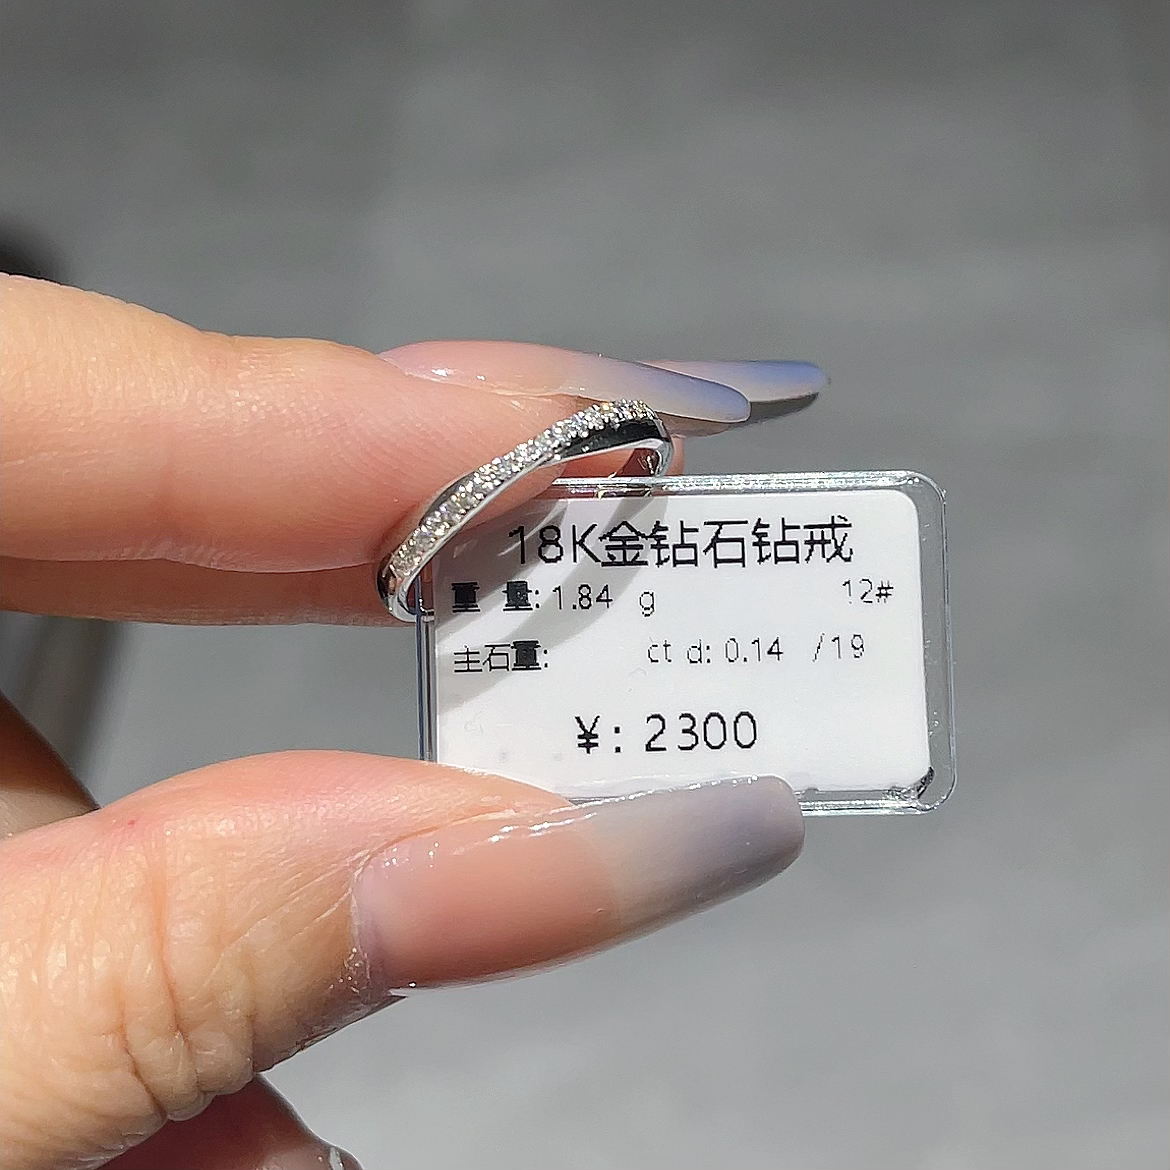 18K金钻石钻戒
重 量: 1.84 g 12#
主石重: ct d: 0.14 /19
¥: 2300